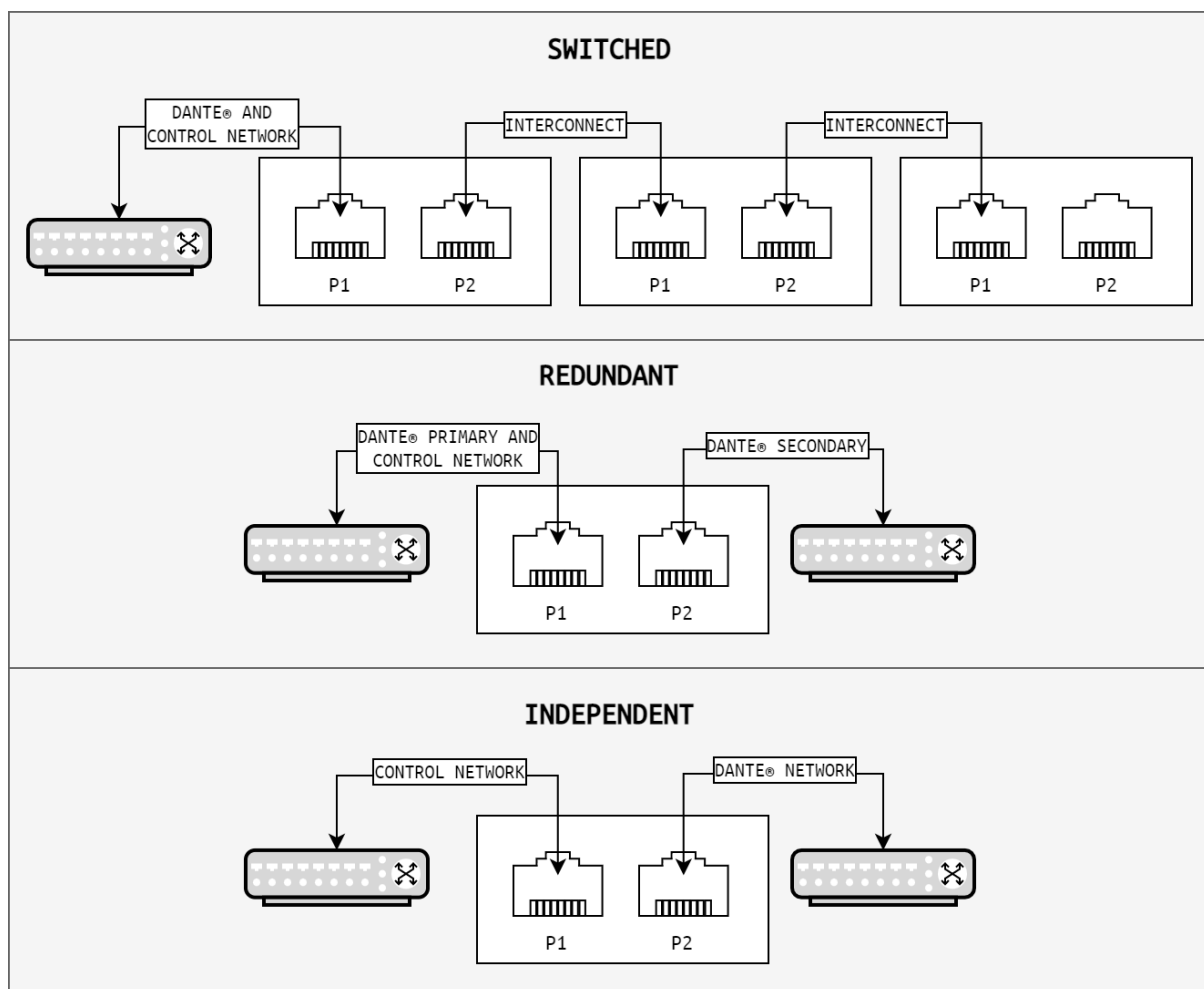 SWITCHED
DANTE® AND
CONTROL NETWORK
INTERCONNECT
INTERCONNECT
P1
P2
P1
P2
P1
P2
REDUNDANT
DANTE® PRIMARY AND
CONTROL NETWORK
DANTE® SECONDARY
P1
P2
INDEPENDENT
CONTROL NETWORK
DANTE® NETWORK
P1
P2